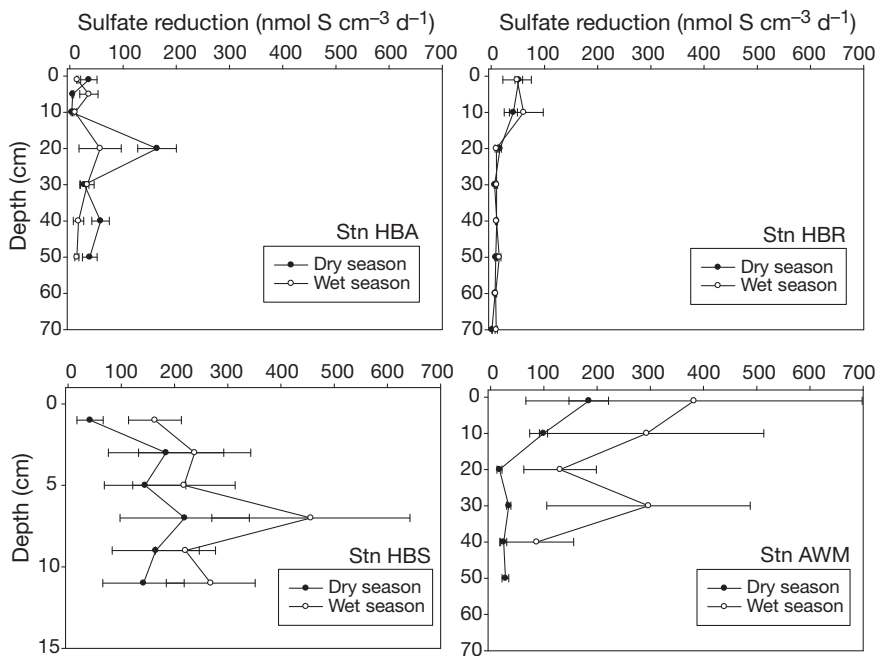 Sulfate reduction (nmol S cm–3 d–1)
Sulfate reduction (nmol S cm–3 d–1)
0 100 200 300 400 500 600 700
0 100 200 300 400 500 600 700
0
10
20
30
40
50
60
70
Depth (cm)
Stn HBA
Dry season
Wet season
0
10
20
30
40
50
60
70
Stn HBR
Dry season
Wet season
0 100 200 300 400 500 600 700
0 100 200 300 400 500 600 700
0
5
10
15
Depth (cm)
Stn HBS
Dry season
Wet season
0
10
20
30
40
50
60
70
Stn AWM
Dry season
Wet season